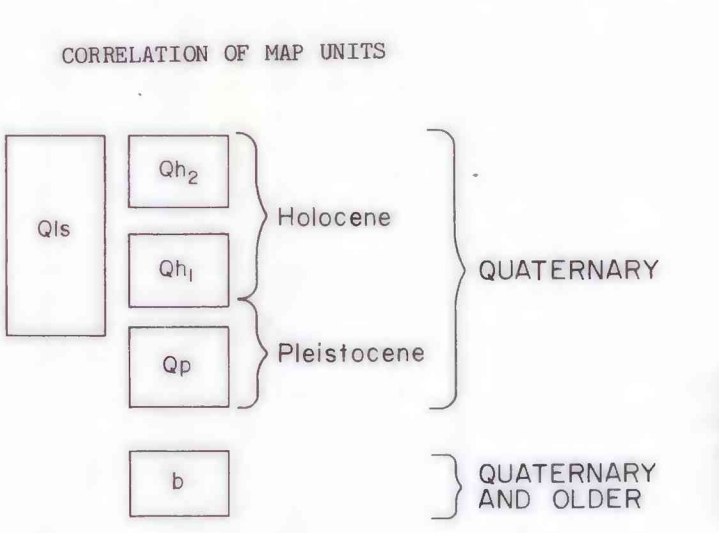 CORRELATION OF MAP UNITS
Qls
Qh₂
Qh₁
Qp
b
Holocene
Pleistocene
QUATERNARY
QUATERNARY
AND OLDER